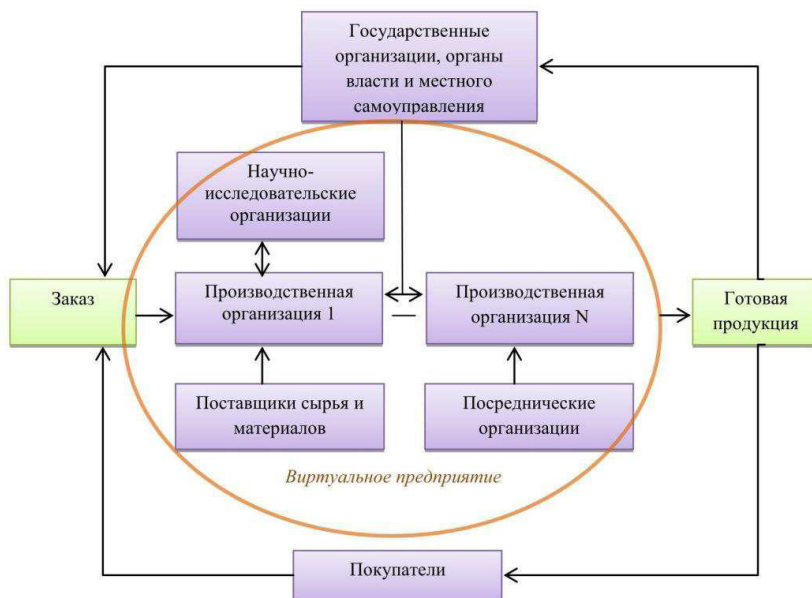 Государственные
организации, органы
власти и местного
самоуправления
Научно-
исследовательские
организации
Заказ
Производственная
организация 1
Производственная
организация N
Готовая
продукция
Поставщики сырья и
материалов
Посреднические
организации
Виртуальное предприятие
Покупатели